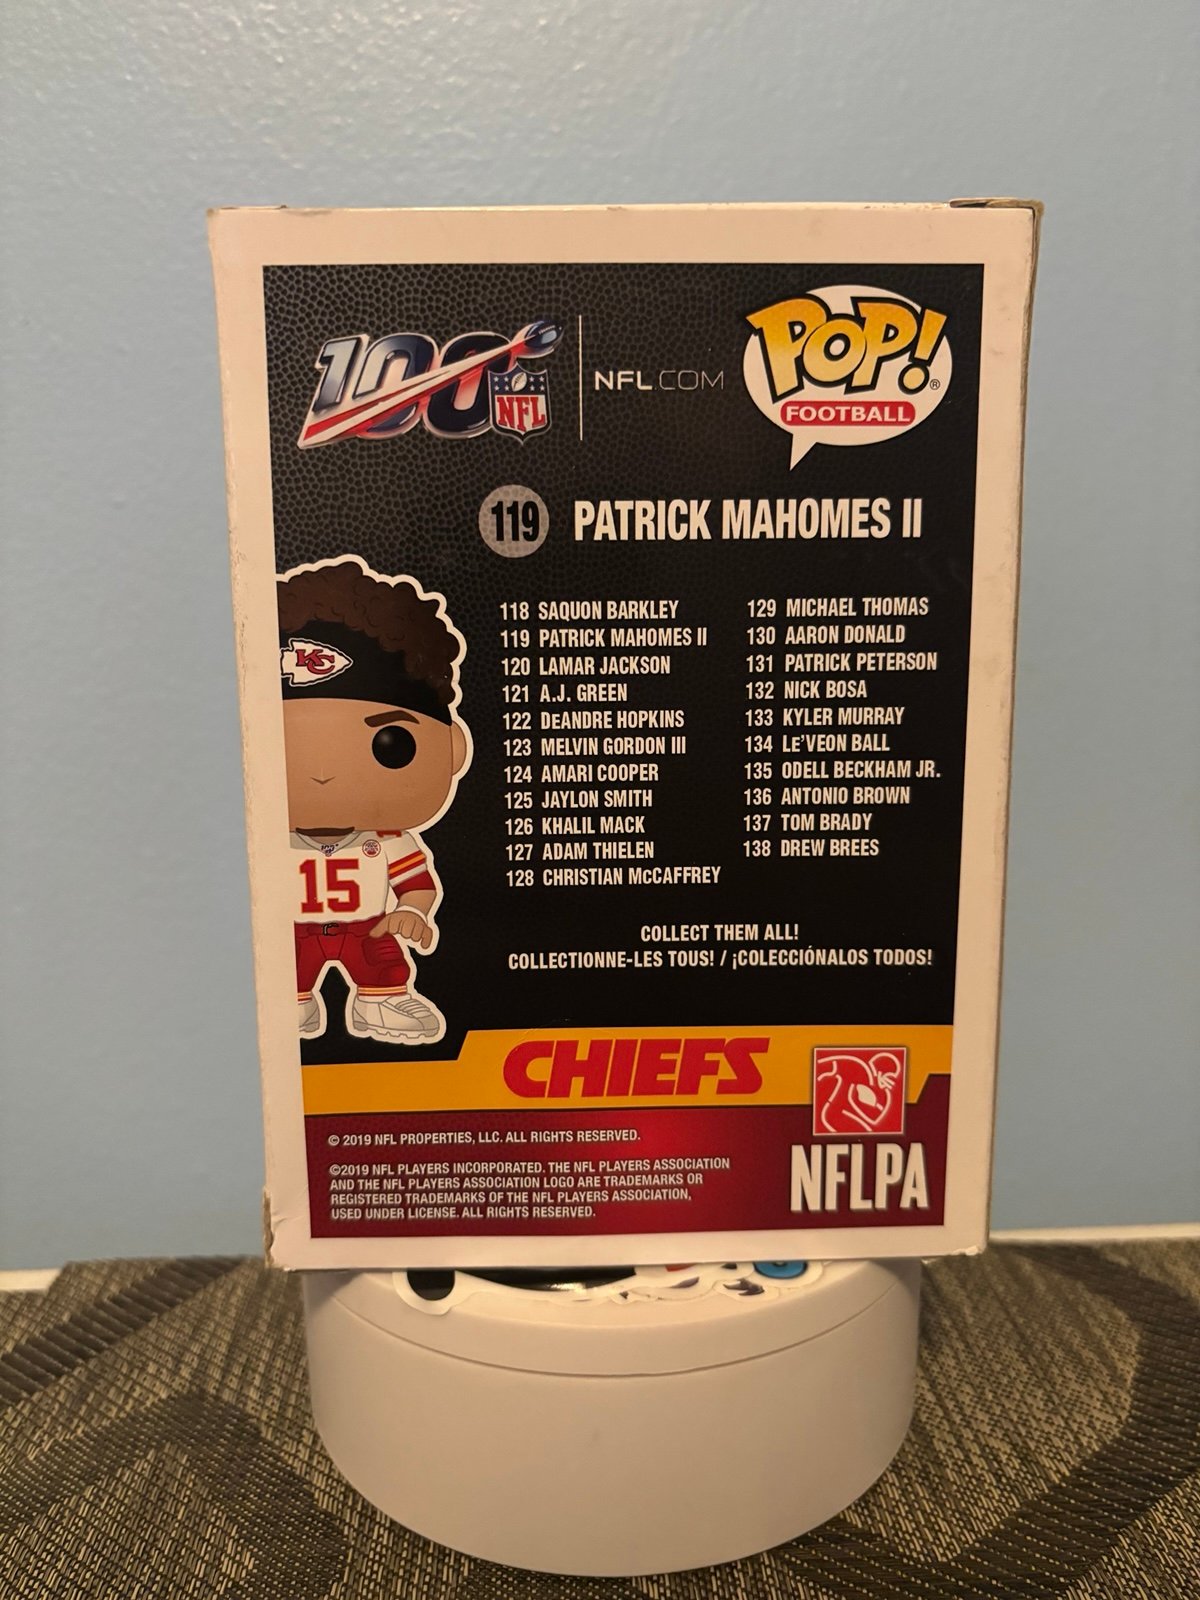 100 NFL
NFL.COM
POP!®
FOOTBALL
119 PATRICK MAHOMES II
118 SAQUON BARKLEY
119 PATRICK MAHOMES II
120 LAMAR JACKSON
121 A.J. GREEN
122 DeANDRE HOPKINS
123 MELVIN GORDON III
124 AMARI COOPER
125 JAYLON SMITH
126 KHALIL MACK
127 ADAM THIELEN
128 CHRISTIAN McCAFFREY
129 MICHAEL THOMAS
130 AARON DONALD
131 PATRICK PETERSON
132 NICK BOSA
133 KYLER MURRAY
134 Le'VEON BALL
135 ODELL BECKHAM JR.
136 ANTONIO BROWN
137 TOM BRADY
138 DREW BREES
KC
15
COLLECT THEM ALL!
COLLECTIONNE-LES TOUS! / ¡COLECCIÓNALOS TODOS!
CHIEFS
NFLPA
© 2019 NFL PROPERTIES, LLC. ALL RIGHTS RESERVED.
©2019 NFL PLAYERS INCORPORATED. THE NFL PLAYERS ASSOCIATION
AND THE NFL PLAYERS ASSOCIATION LOGO ARE TRADEMARKS OR
REGISTERED TRADEMARKS OF THE NFL PLAYERS ASSOCIATION,
USED UNDER LICENSE. ALL RIGHTS RESERVED.